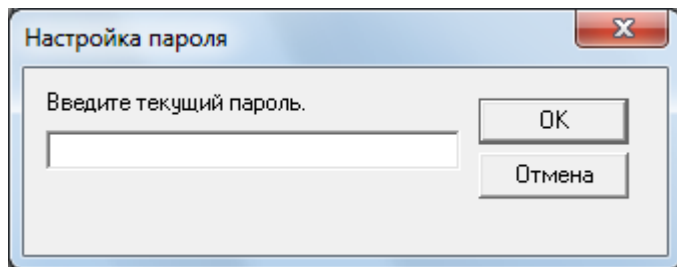 Настройка пароля
Введите текущий пароль.
OK
Отмена